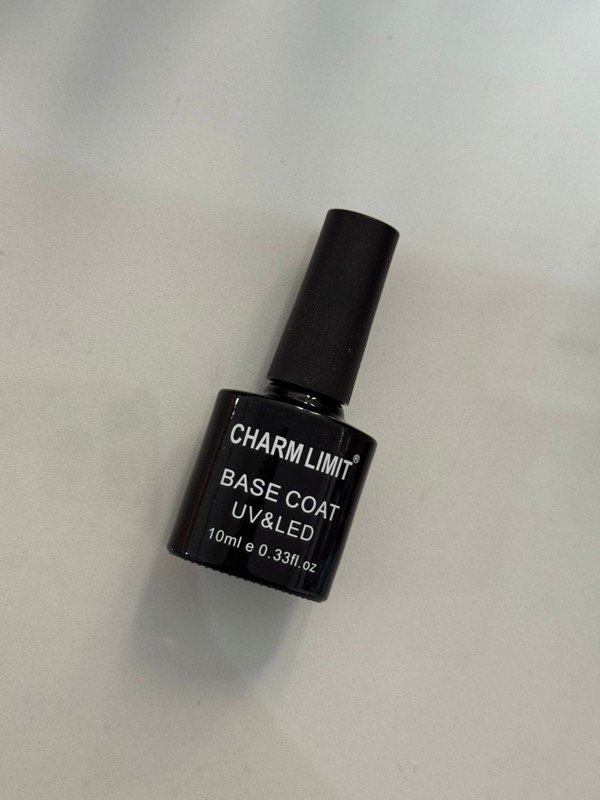 CHARM LIMIT®
BASE COAT
UV&LED
10ml e 0.33fl.oz